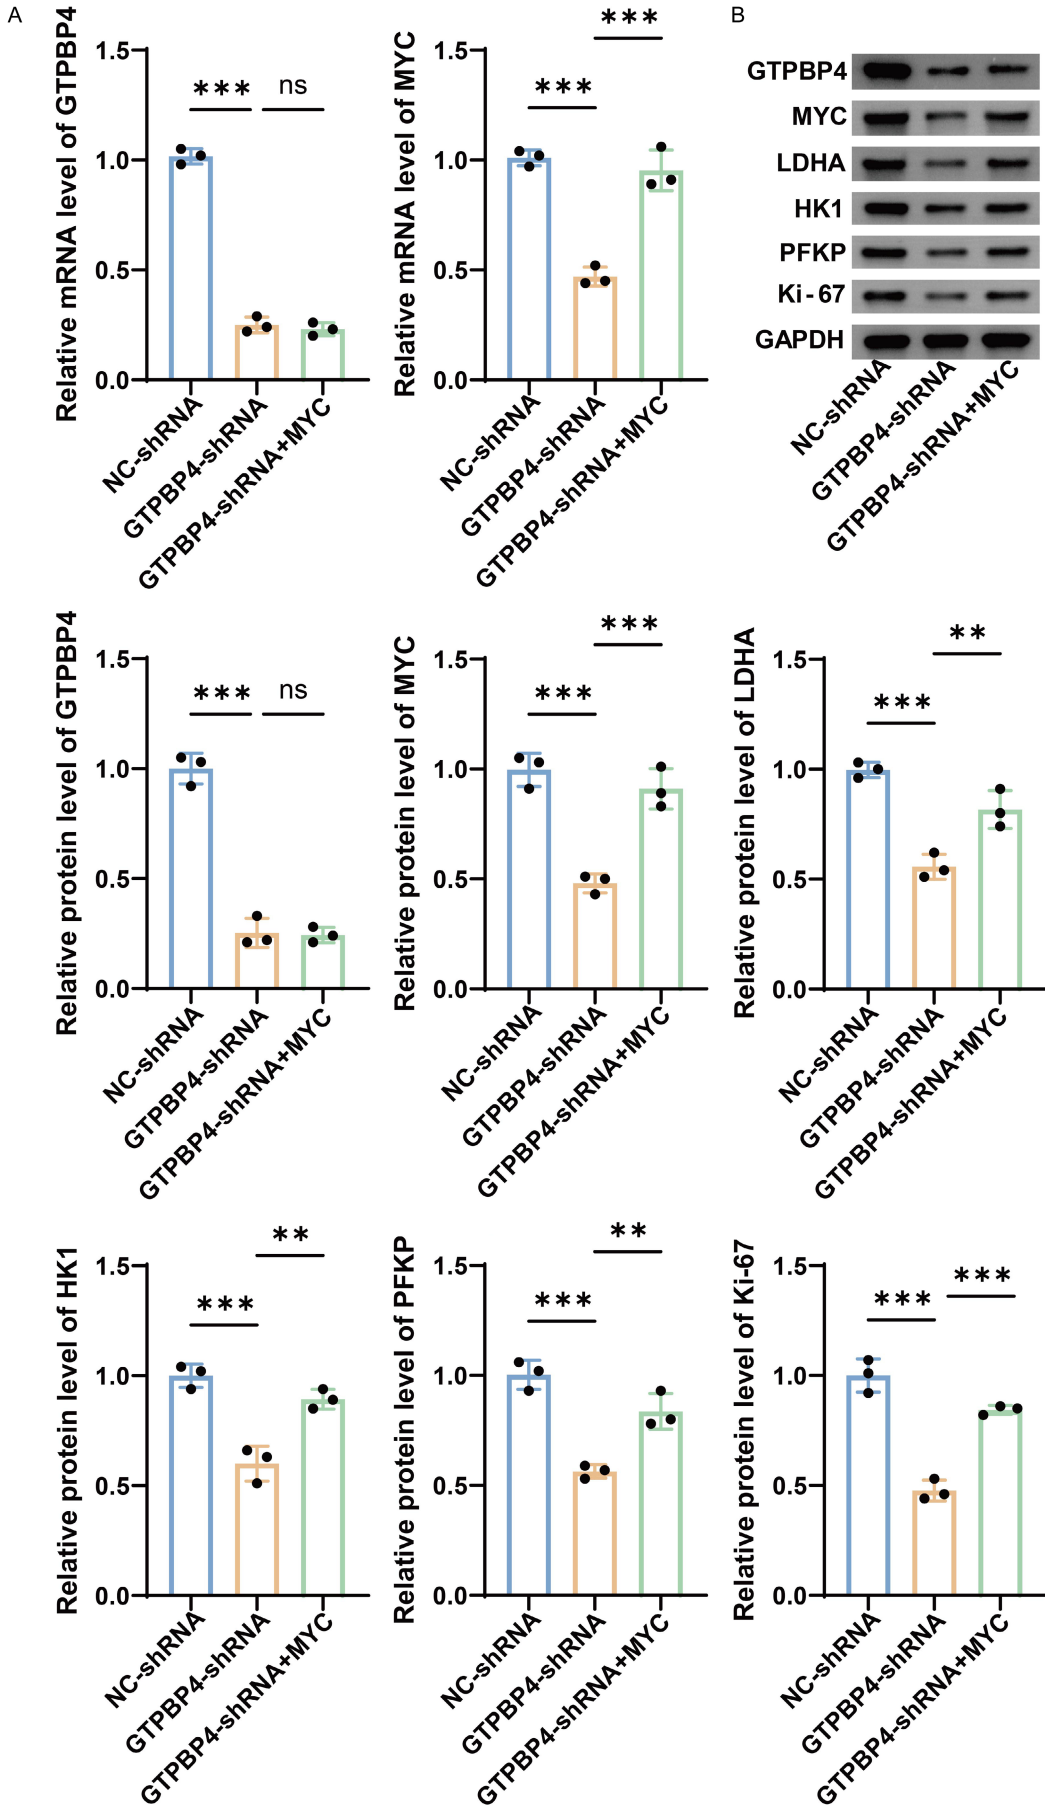 A
Relative mRNA level of GTPBP4
1.5
1.0
0.5
0.0
*** ns
NC-shRNA
GTPBP4-shRNA
GTPBP4-shRNA+MYC
Relative mRNA level of MYC
1.5
1.0
0.5
0.0
***
***
NC-shRNA
GTPBP4-shRNA
GTPBP4-shRNA+MYC
B
GTPBP4
MYC
LDHA
HK1
PFKP
Ki-67
GAPDH
NC-shRNA
GTPBP4-shRNA
GTPBP4-shRNA+MYC
Relative protein level of GTPBP4
1.5
1.0
0.5
0.0
*** ns
NC-shRNA
GTPBP4-shRNA
GTPBP4-shRNA+MYC
Relative protein level of MYC
1.5
1.0
0.5
0.0
***
***
NC-shRNA
GTPBP4-shRNA
GTPBP4-shRNA+MYC
Relative protein level of LDHA
1.5
1.0
0.5
0.0
**
***
NC-shRNA
GTPBP4-shRNA
GTPBP4-shRNA+MYC
Relative protein level of HK1
1.5
1.0
0.5
0.0
**
***
NC-shRNA
GTPBP4-shRNA
GTPBP4-shRNA+MYC
Relative protein level of PFKP
1.5
1.0
0.5
0.0
**
***
NC-shRNA
GTPBP4-shRNA
GTPBP4-shRNA+MYC
Relative protein level of Ki-67
1.5
1.0
0.5
0.0
***
***
NC-shRNA
GTPBP4-shRNA
GTPBP4-shRNA+MYC